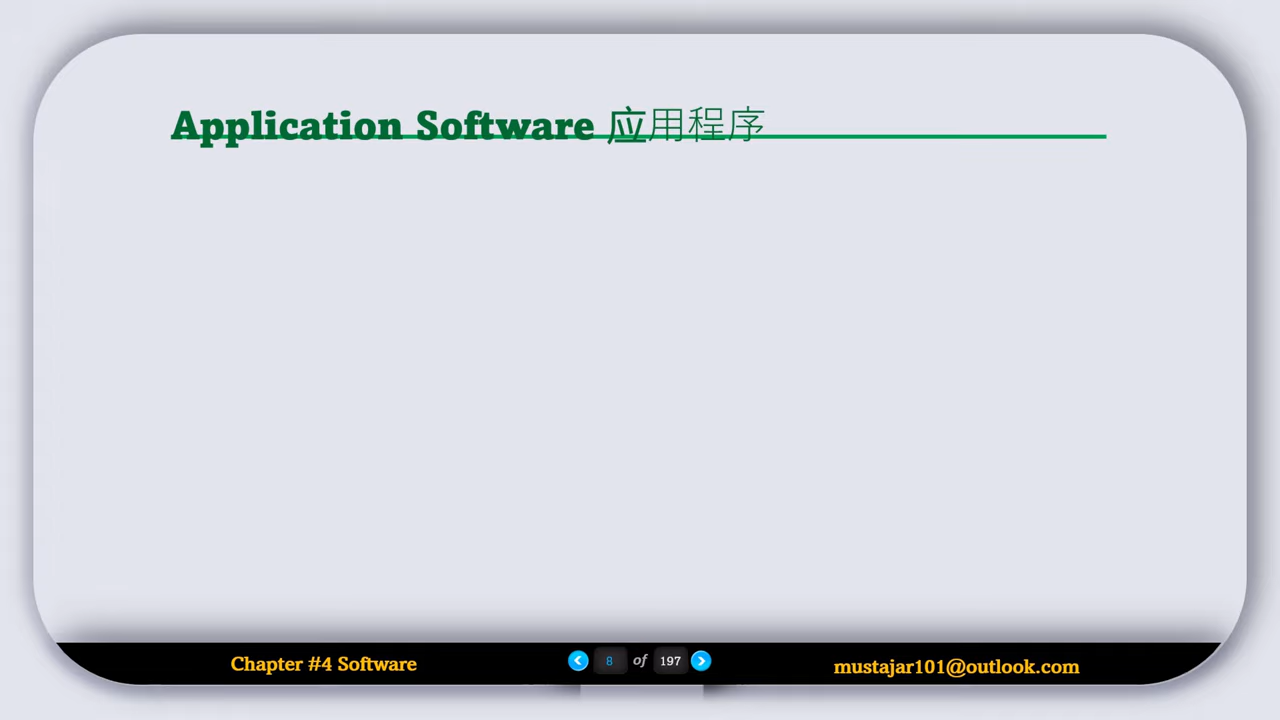 Application Software 应用程序
Chapter #4 Software
8 of 197
mustajar101@outlook.com